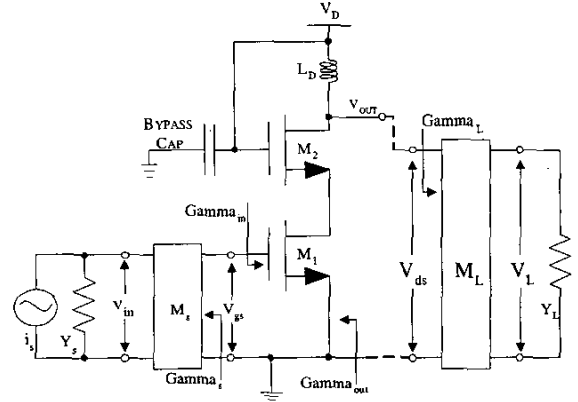 V_D
L_D
V_OUT
Gamma_L
BYPASS
CAP
M_2
Gamma_in
M_1
V_ds
M_L
V_L
Y_L
i_s
Y_s
v_in
M_s
V_gs
Gamma_s
Gamma_out